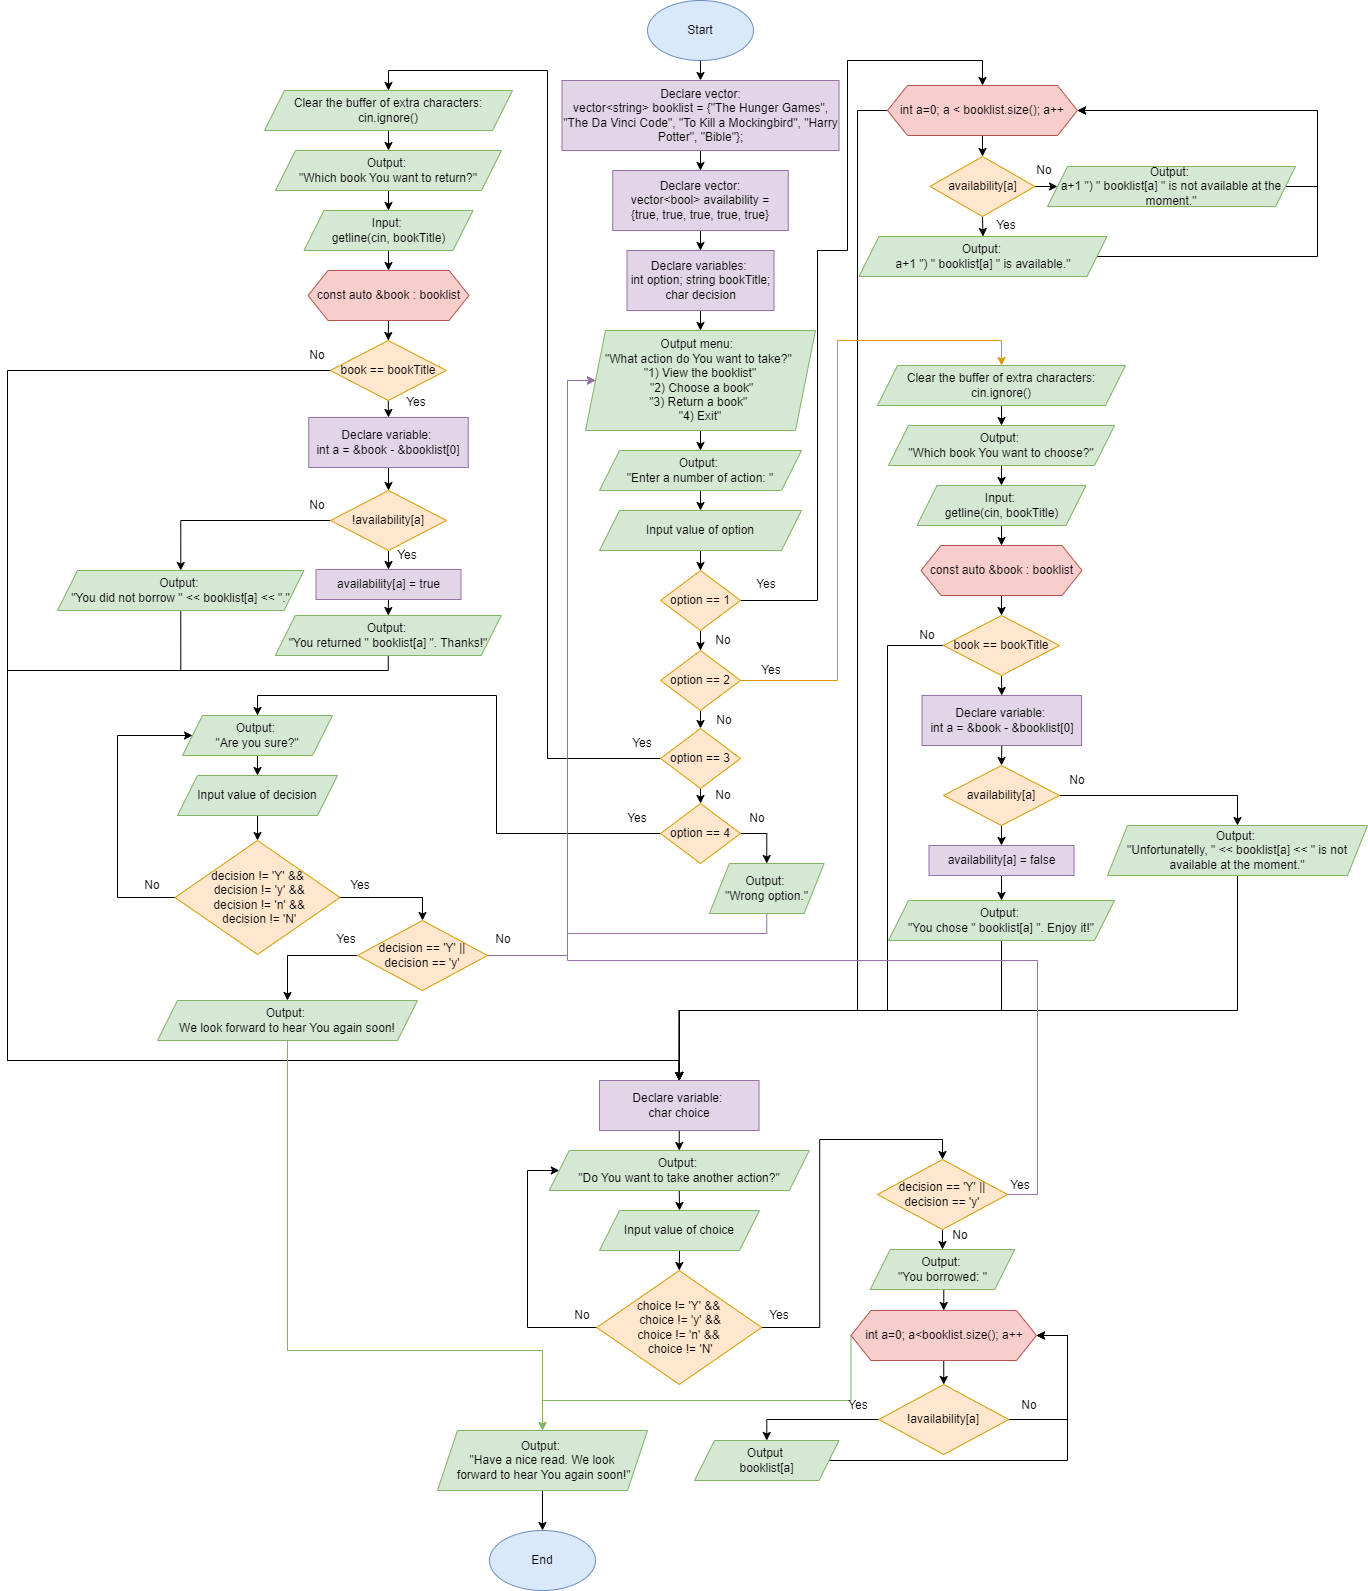 Start
Declare vector:
vector<string> booklist = {"The Hunger Games",
"The Da Vinci Code", "To Kill a Mockingbird", "Harry
Potter", "Bible"};
Declare vector:
vector<bool> availability =
{true, true, true, true, true}
Declare variables:
int option; string bookTitle;
char decision
Output menu:
"What action do You want to take?"
"1) View the booklist"
"2) Choose a book"
"3) Return a book"
"4) Exit"
Output:
"Enter a number of action: "
Input value of option
option == 1
Yes
No
option == 2
Yes
No
option == 3
Yes
No
option == 4
Yes
No
Output:
"Wrong option."
int a=0; a < booklist.size(); a++
availability[a]
No
Output:
a+1 ") " booklist[a] " is not available at the
moment."
Yes
Output:
a+1 ") " booklist[a] " is available."
Clear the buffer of extra characters:
cin.ignore()
Output:
"Which book You want to choose?"
Input:
getline(cin, bookTitle)
const auto &book : booklist
No
book == bookTitle
Declare variable:
int a = &book - &booklist[0]
availability[a]
No
Output:
"Unfortunatelly, " << booklist[a] << " is not
available at the moment."
availability[a] = false
Output:
"You chose " booklist[a] ". Enjoy it!"
Clear the buffer of extra characters:
cin.ignore()
Output:
"Which book You want to return?"
Input:
getline(cin, bookTitle)
const auto &book : booklist
No
book == bookTitle
Yes
Declare variable:
int a = &book - &booklist[0]
No
!availability[a]
Yes
Output:
"You did not borrow " << booklist[a] << "."
availability[a] = true
Output:
"You returned " booklist[a] ". Thanks!"
Output:
"Are you sure?"
Input value of decision
decision != 'Y' &&
decision != 'y' &&
decision != 'n' &&
decision != 'N'
No
Yes
decision == 'Y' ||
decision == 'y'
Yes
No
Output:
We look forward to hear You again soon!
Declare variable:
char choice
Output:
"Do You want to take another action?"
Input value of choice
choice != 'Y' &&
choice != 'y' &&
choice != 'n' &&
choice != 'N'
No
Yes
decision == 'Y' ||
decision == 'y'
Yes
No
Output:
"You borrowed: "
int a=0; a<booklist.size(); a++
!availability[a]
Yes
No
Output
booklist[a]
Output:
"Have a nice read. We look
forward to hear You again soon!"
End